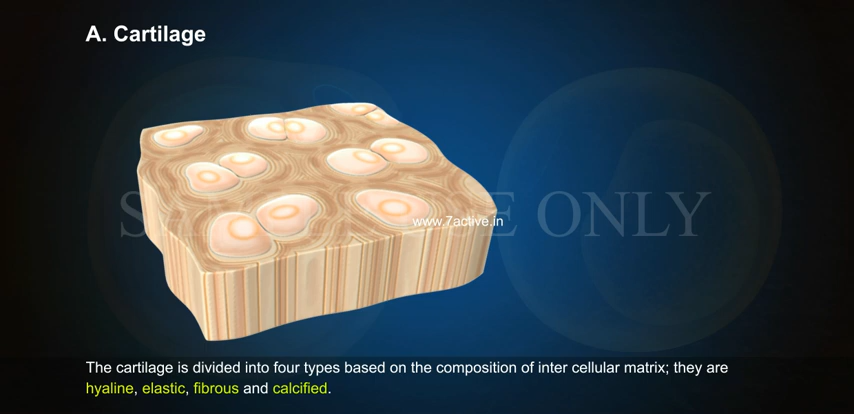 A. Cartilage
www.7active.in
ONLY
The cartilage is divided into four types based on the composition of inter cellular matrix; they are
hyaline, elastic, fibrous and calcified.